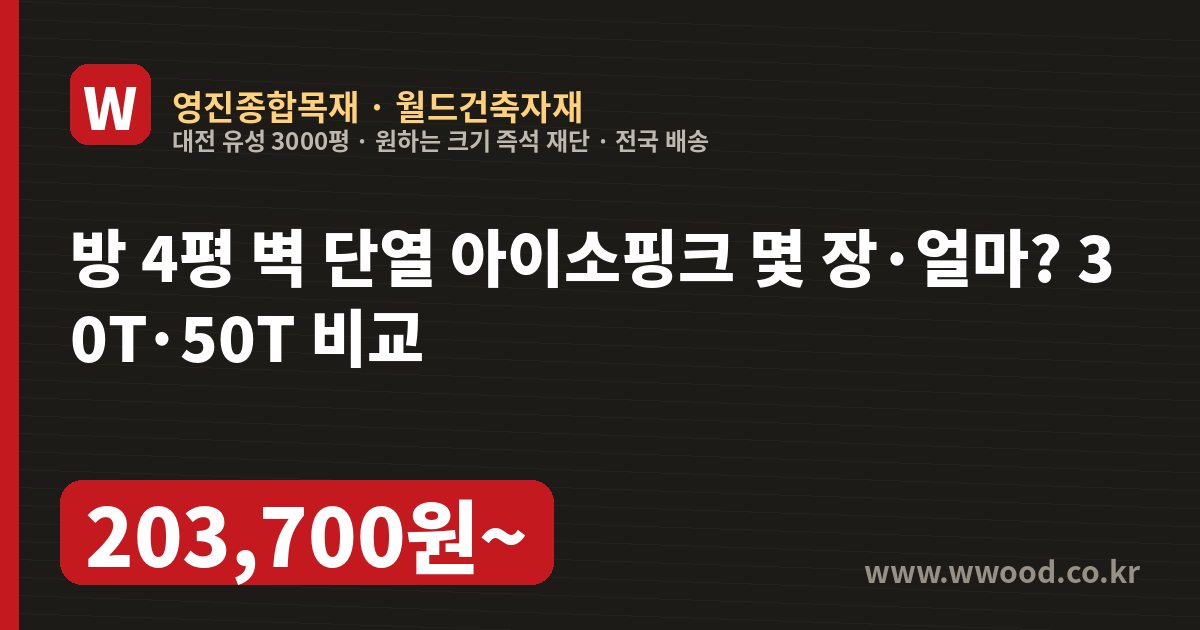 W
영진종합목재 · 월드건축자재
대전 유성 3000평 · 원하는 크기 즉석 재단 · 전국 배송
방 4평 벽 단열 아이소핑크 몇 장·얼마? 3
0T·50T 비교
203,700원~
www.wwood.co.kr